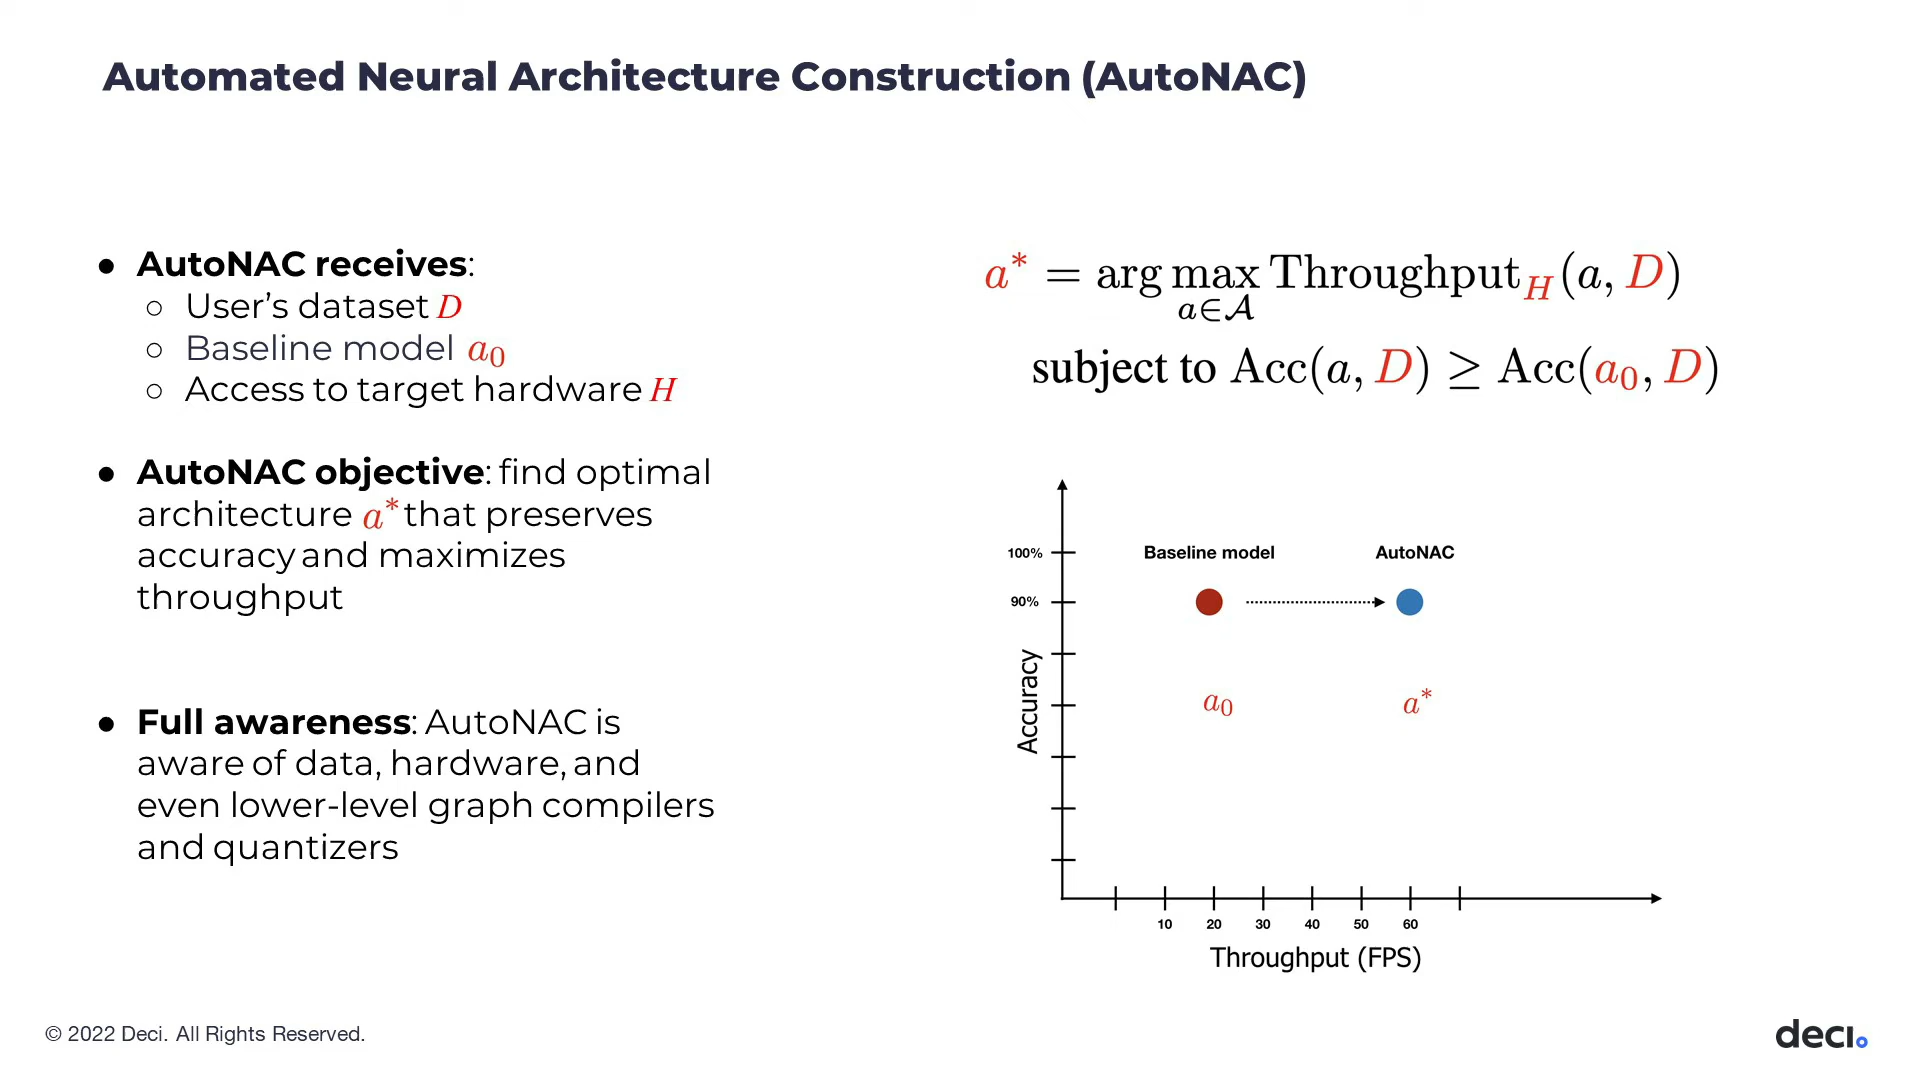 Automated Neural Architecture Construction (AutoNAC)
● AutoNAC receives:
○ User’s dataset D
○ Baseline model a₀
○ Access to target hardware H
● AutoNAC objective: find optimal
architecture a* that preserves
accuracy and maximizes
throughput
● Full awareness: AutoNAC is
aware of data, hardware, and
even lower-level graph compilers
and quantizers
a* = arg max Throughput_H(a, D)
a∈𝒜
subject to Acc(a, D) ≥ Acc(a₀, D)
100%
Baseline model
AutoNAC
90%
Accuracy
a₀
a*
10 20 30 40 50 60
Throughput (FPS)
© 2022 Deci. All Rights Reserved.
deci.